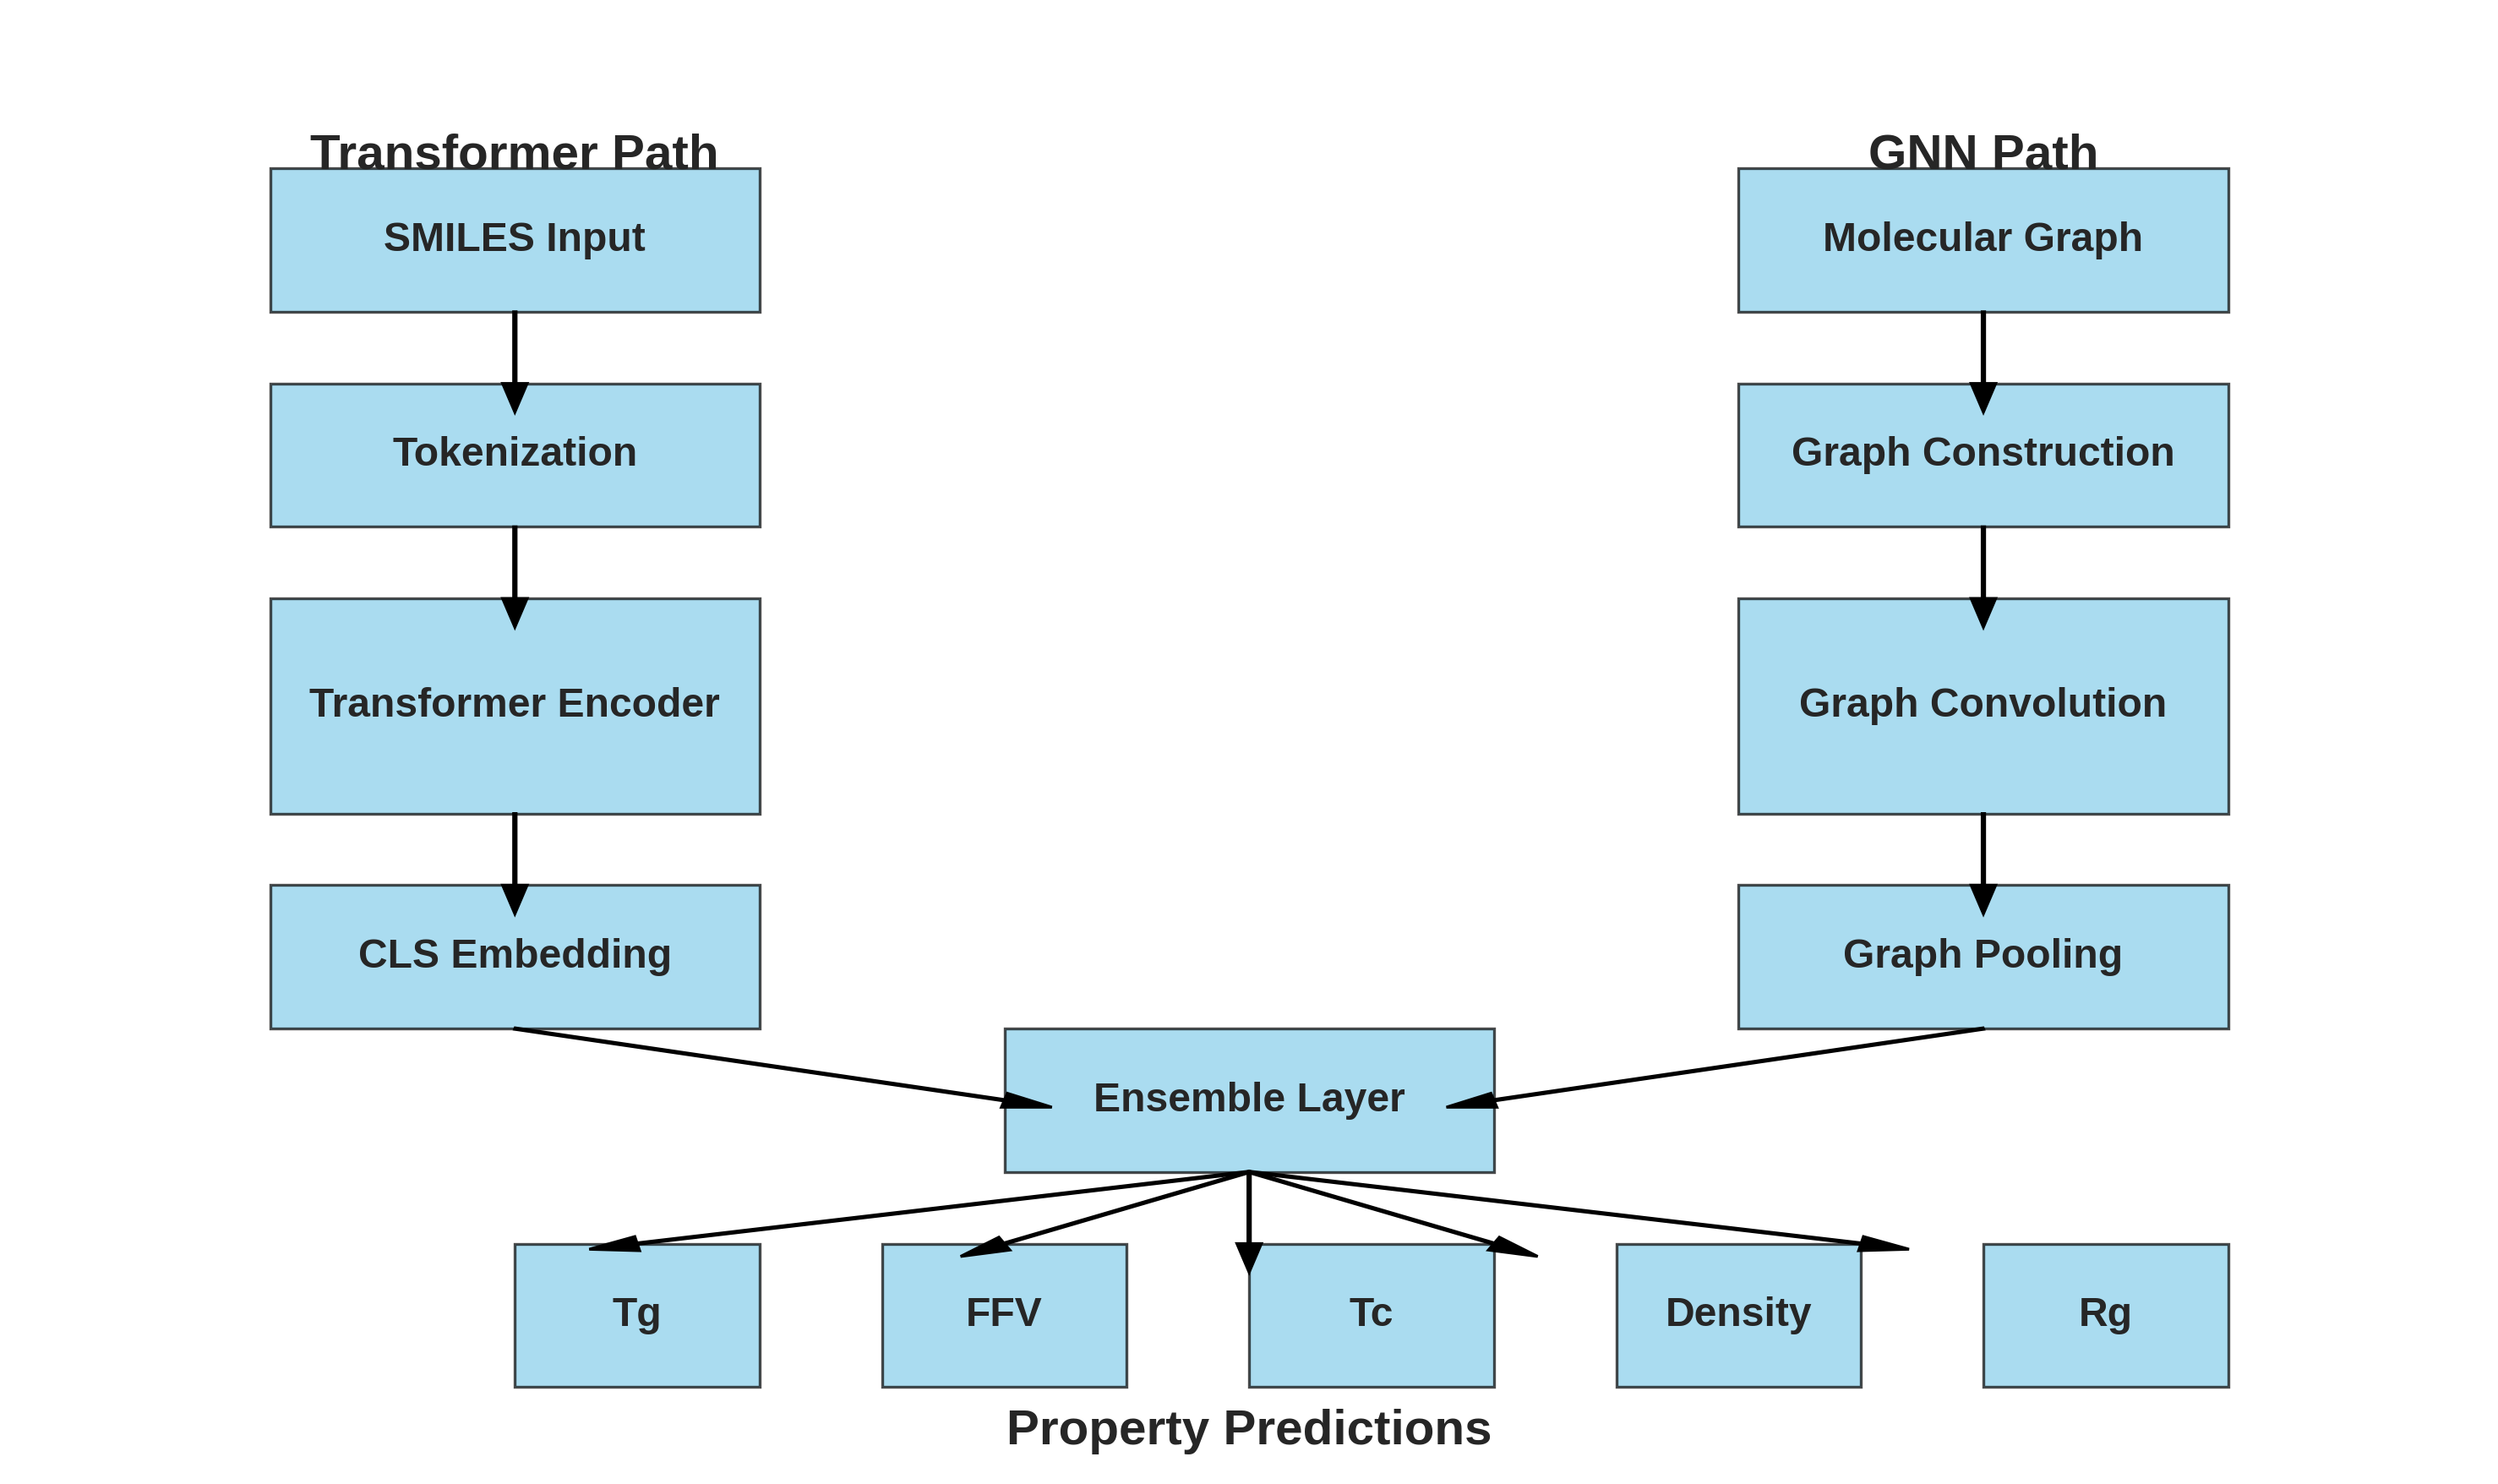 Transformer Path
SMILES Input
Tokenization
Transformer Encoder
CLS Embedding
GNN Path
Molecular Graph
Graph Construction
Graph Convolution
Graph Pooling
Ensemble Layer
Tg
FFV
Tc
Density
Rg
Property Predictions